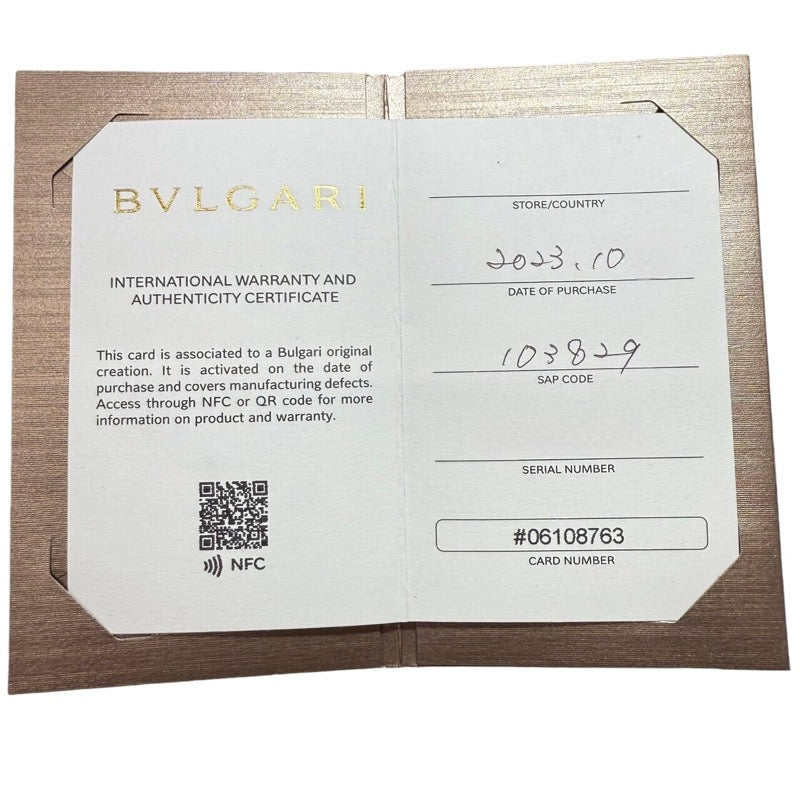 BVLGARI
INTERNATIONAL WARRANTY AND
AUTHENTICITY CERTIFICATE
This card is associated to a Bulgari original
creation. It is activated on the date of
purchase and covers manufacturing defects.
Access through NFC or QR code for more
information on product and warranty.
NFC
STORE/COUNTRY
2023.10
DATE OF PURCHASE
103829
SAP CODE
SERIAL NUMBER
#06108763
CARD NUMBER